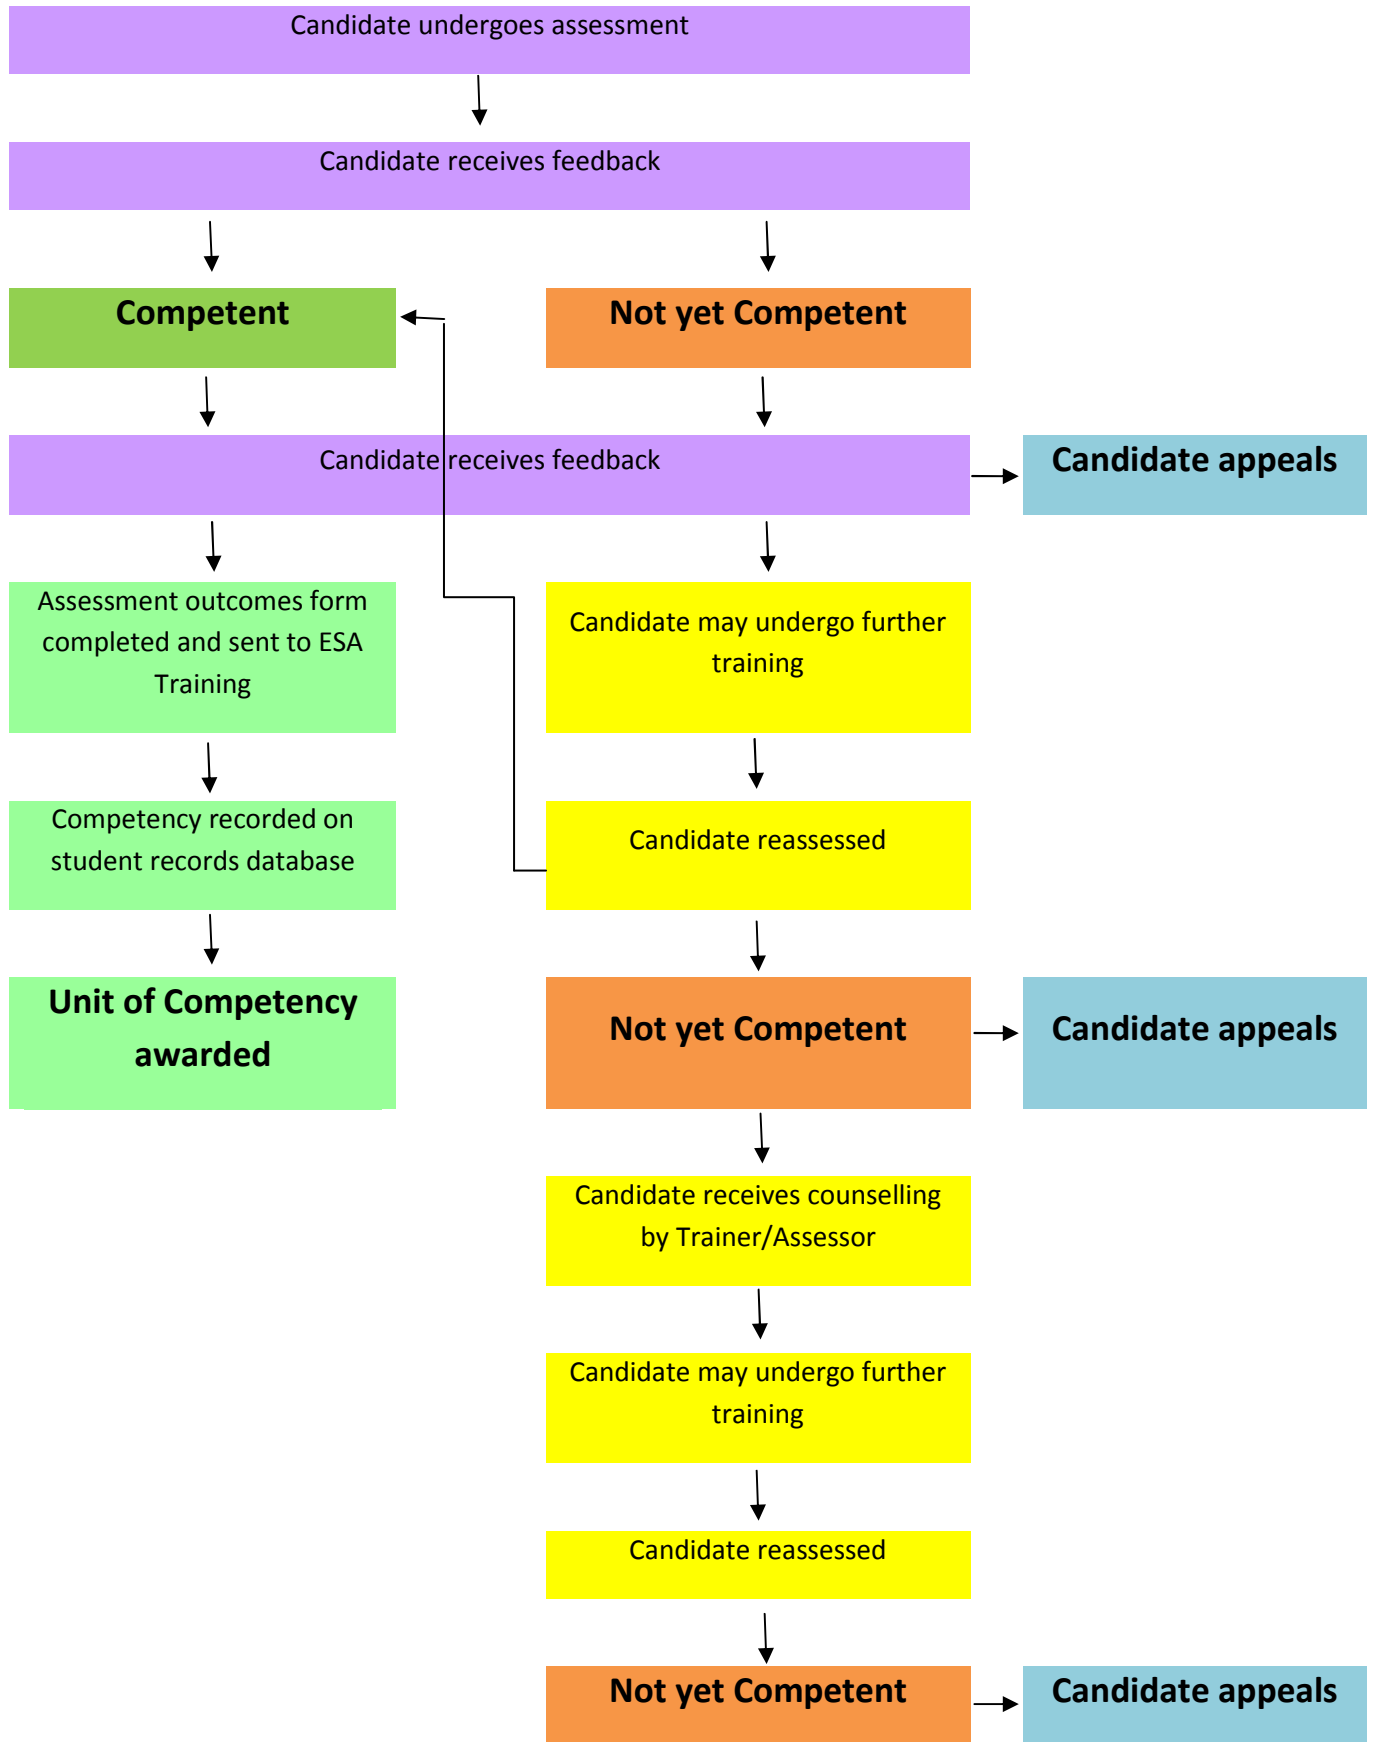 Candidate undergoes assessment
Candidate receives feedback
Competent
Not yet Competent
Candidate receives feedback
Candidate appeals
Assessment outcomes form
completed and sent to ESA
Training
Candidate may undergo further
training
Competency recorded on
student records database
Candidate reassessed
Unit of Competency
awarded
Not yet Competent
Candidate appeals
Candidate receives counselling
by Trainer/Assessor
Candidate may undergo further
training
Candidate reassessed
Not yet Competent
Candidate appeals